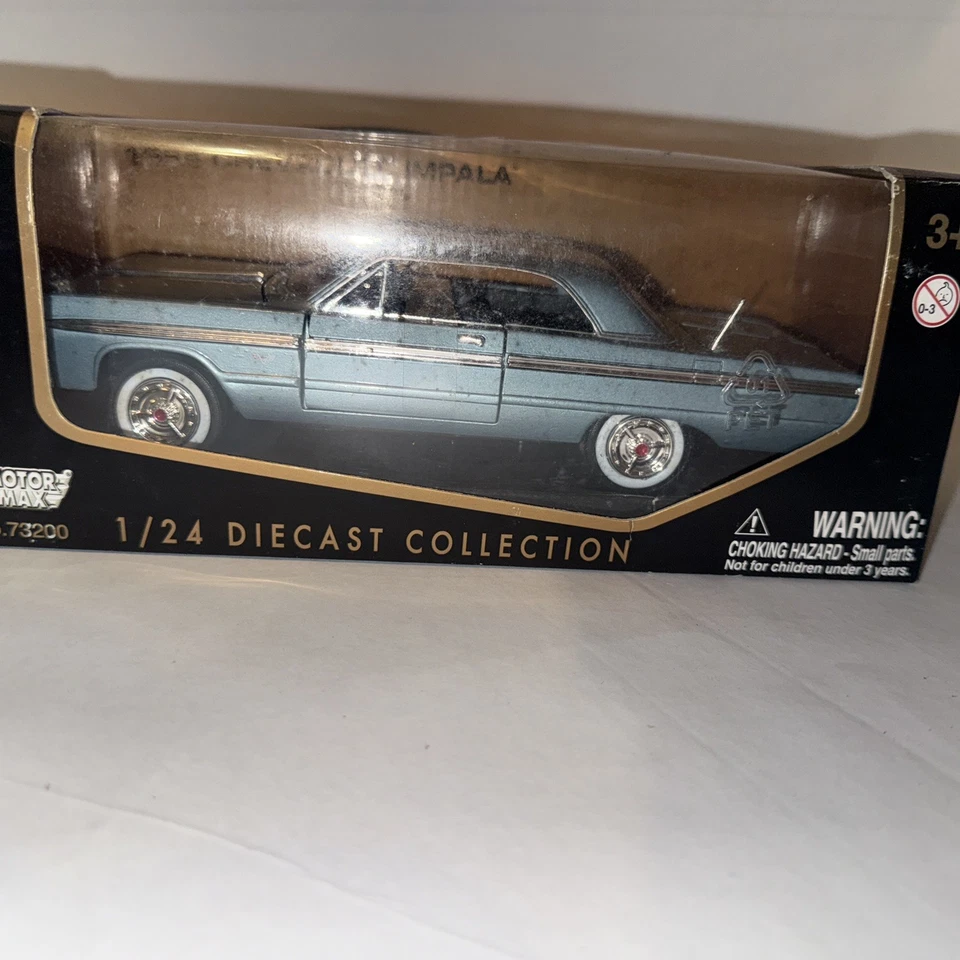 IMPALA
3+
0-3
MOTOR
MAX
.73200
1/24 DIECAST COLLECTION
PET
WARNING:
CHOKING HAZARD - Small parts.
Not for children under 3 years.